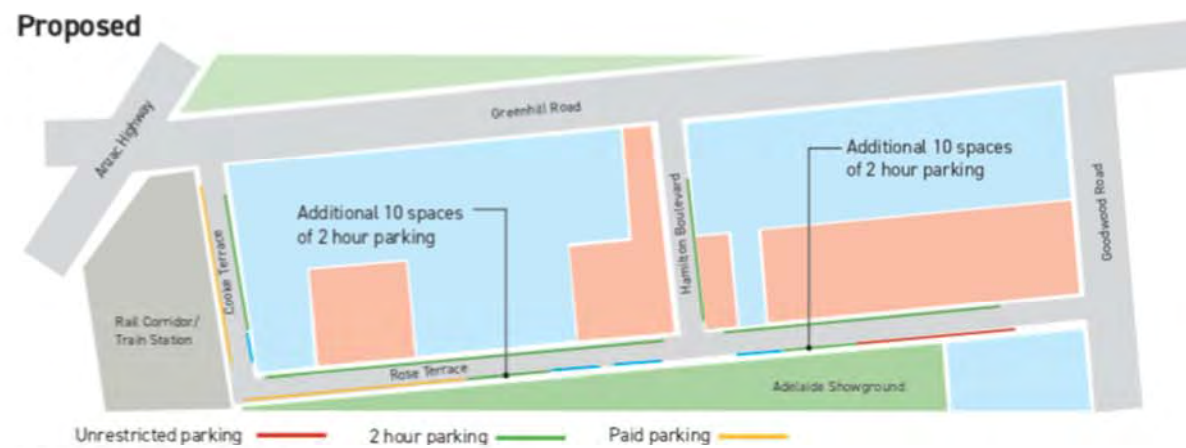 Proposed
Anzac Highway
Greenhill Road
Additional 10 spaces
of 2 hour parking
Additional 10 spaces
of 2 hour parking
Cooke Terrace
Hamilton Boulevard
Goodwood Road
Rail Corridor/
Train Station
Rose Terrace
Adelaide Showground
Unrestricted parking
2 hour parking
Paid parking